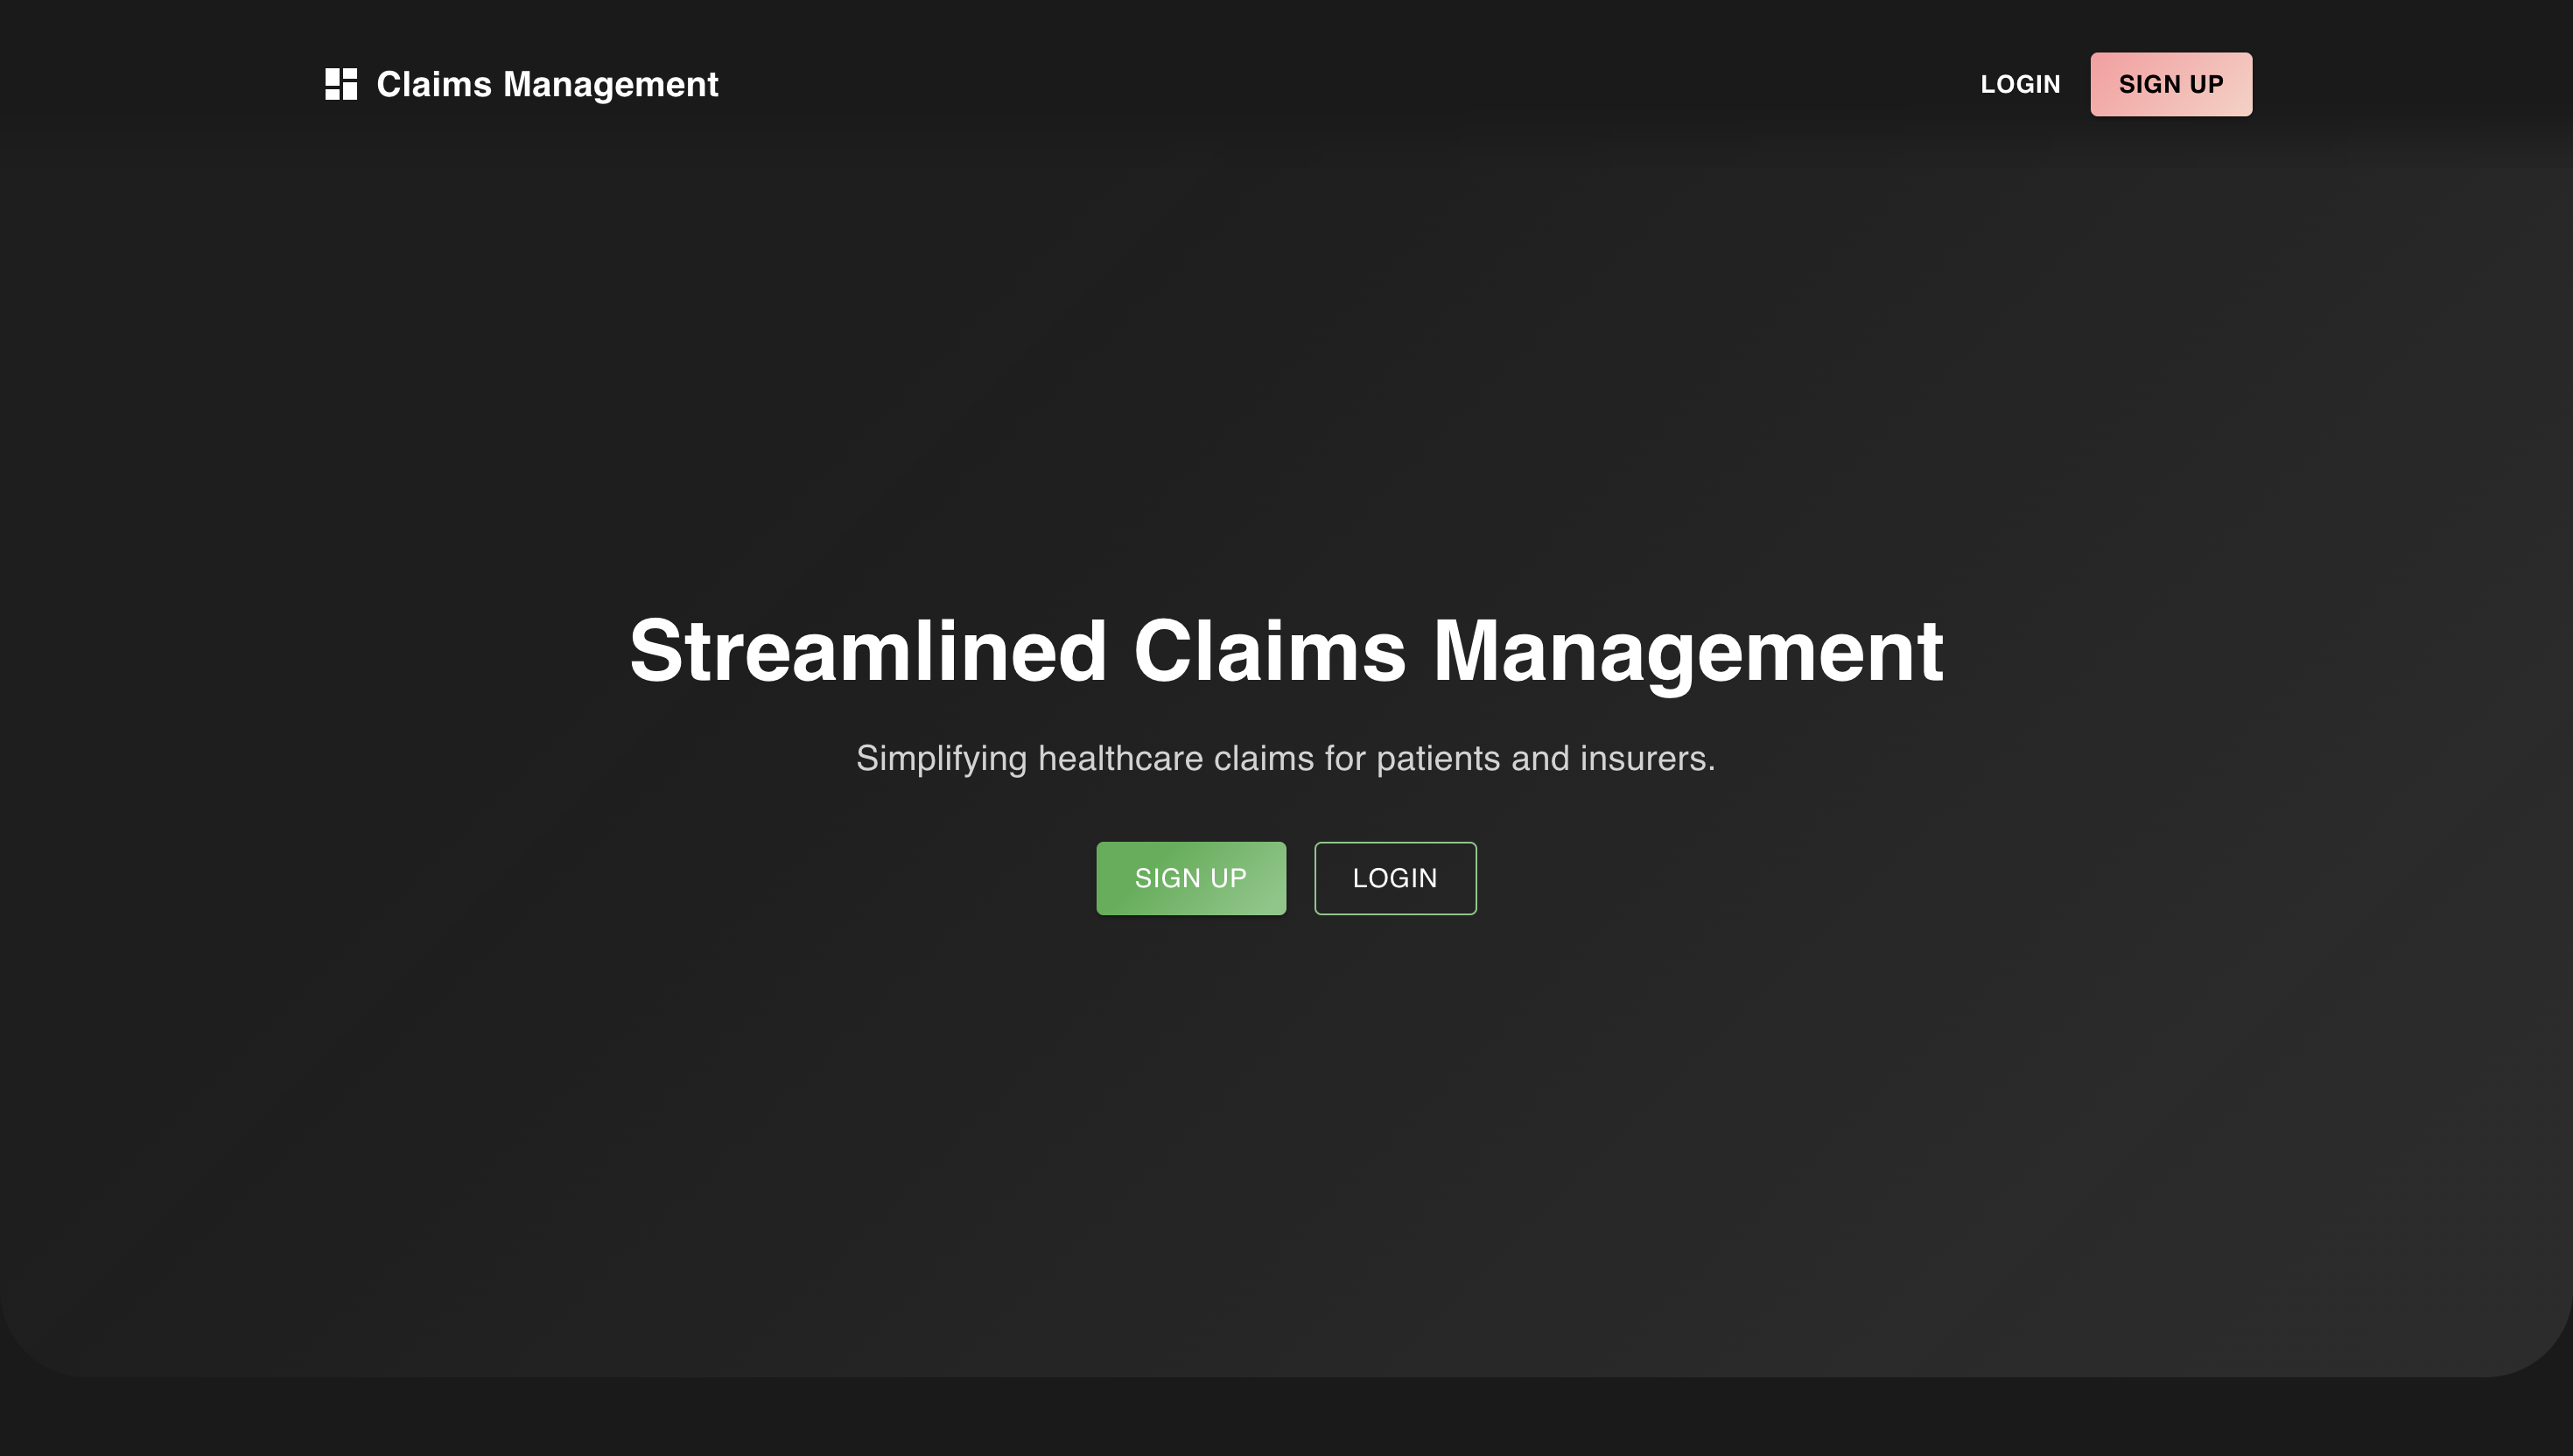 Claims Management
LOGIN
SIGN UP
Streamlined Claims Management
Simplifying healthcare claims for patients and insurers.
SIGN UP
LOGIN